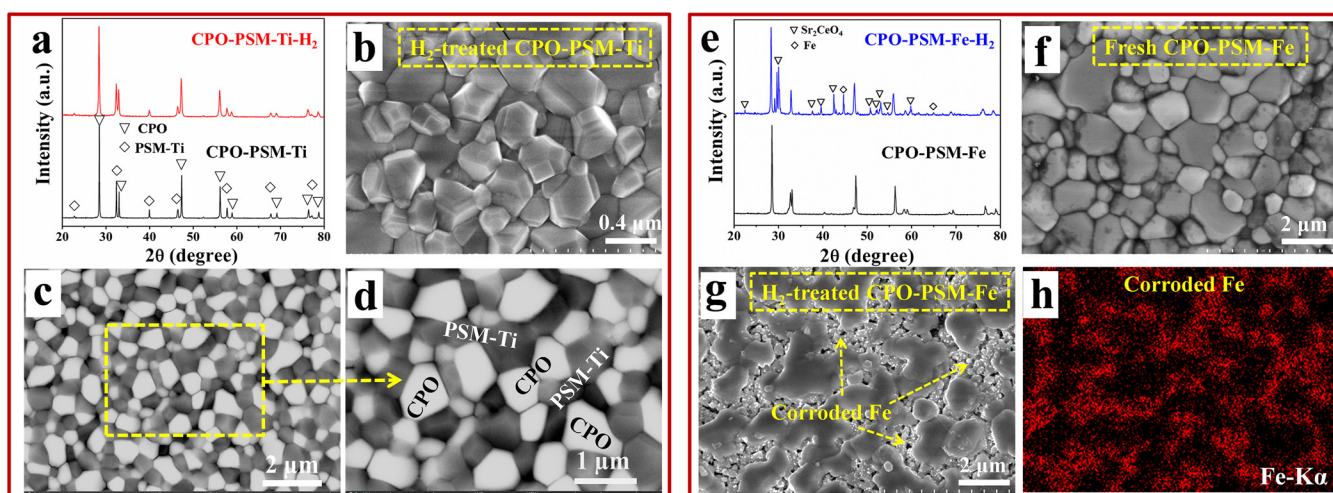 a
CPO-PSM-Ti-H₂
▽ CPO
◇ PSM-Ti
CPO-PSM-Ti
Intensity (a.u.)
20 30 40 50 60 70 80
2θ (degree)
b
H₂-treated CPO-PSM-Ti
0.4 μm
c
2 μm
d
PSM-Ti
CPO
CPO
PSM-Ti
CPO
1 μm
e
▽ Sr₂CeO₄
◇ Fe
CPO-PSM-Fe-H₂
CPO-PSM-Fe
Intensity (a.u.)
20 30 40 50 60 70 80
2θ (degree)
f
Fresh CPO-PSM-Fe
2 μm
g
H₂-treated CPO-PSM-Fe
Corroded Fe
2 μm
h
Corroded Fe
Fe-Kα